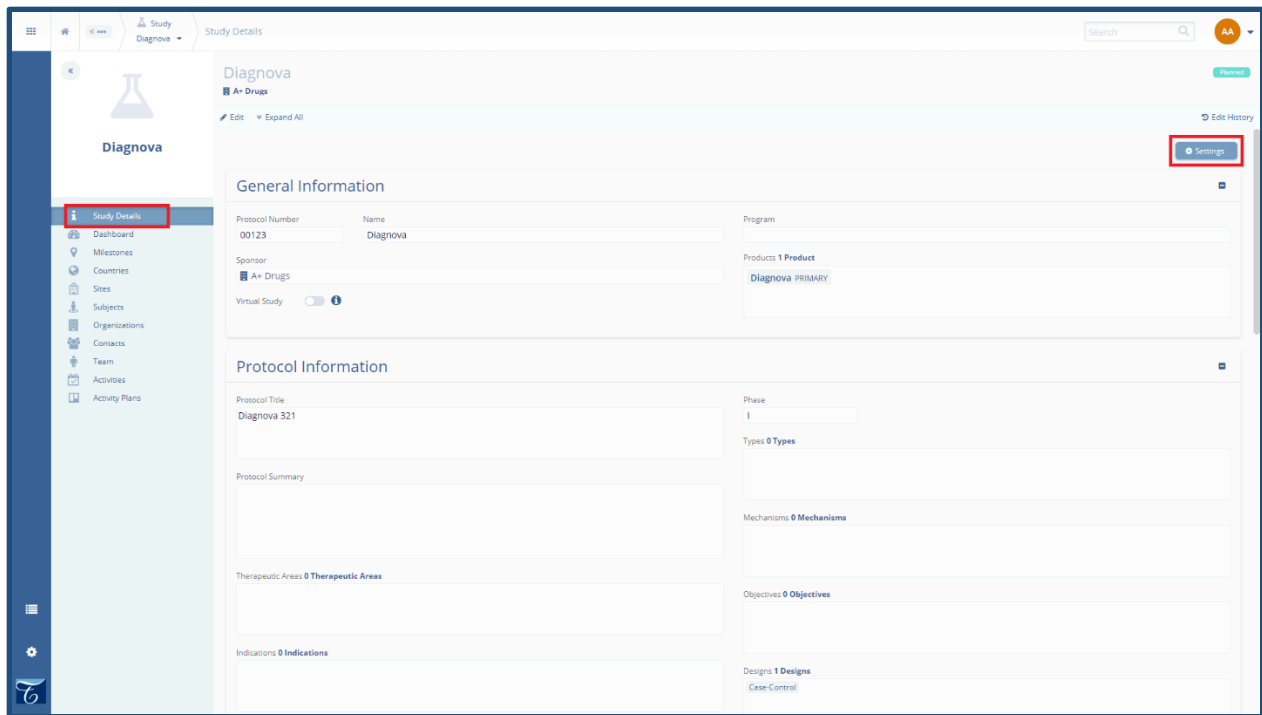 Study
Diagnova
Study Details
Search
AA
Diagnova
Study Details
Dashboard
Milestones
Countries
Sites
Subjects
Organizations
Contacts
Team
Activities
Activity Plans
Diagnova
A+ Drugs
Planned
Edit
Expand All
Edit History
Settings
General Information
Protocol Number
00123
Name
Diagnova
Sponsor
A+ Drugs
Virtual Study
Program
Products 1 Product
Diagnova PRIMARY
Protocol Information
Protocol Title
Diagnova 321
Protocol Summary
Therapeutic Areas 0 Therapeutic Areas
Indications 0 Indications
Phase
I
Types 0 Types
Mechanisms 0 Mechanisms
Objectives 0 Objectives
Designs 1 Designs
Case-Control